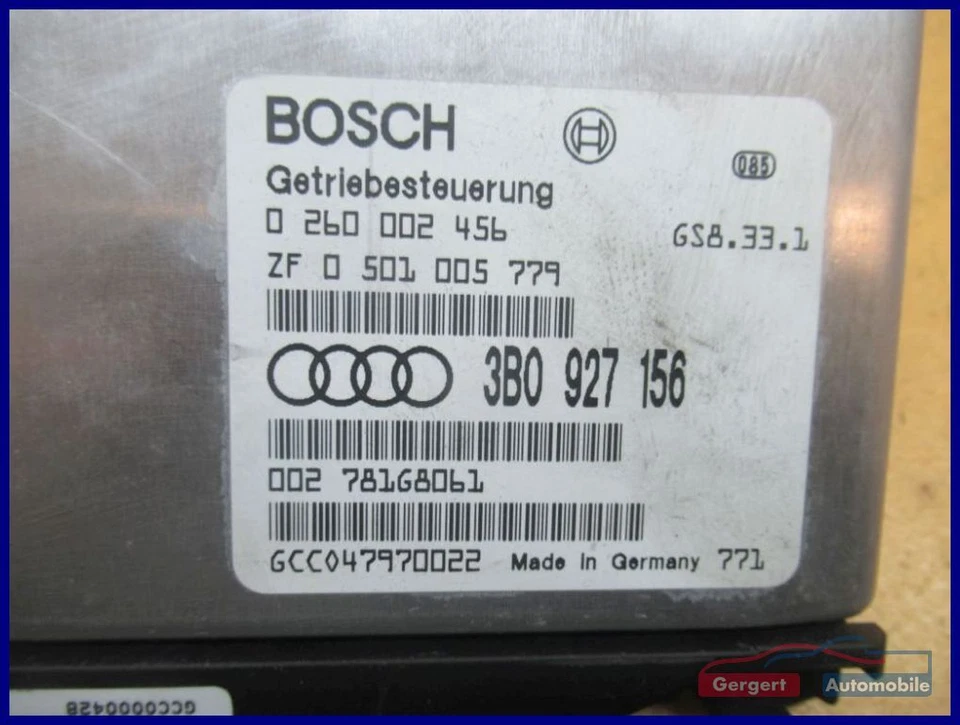 BOSCH
085
Getriebesteuerung
0 260 002 456
GS8.33.1
ZF 0 501 005 779
3B0 927 156
002 781G8061
GCC047970022 Made in Germany 771
GCC0000428
Gergert Automobile